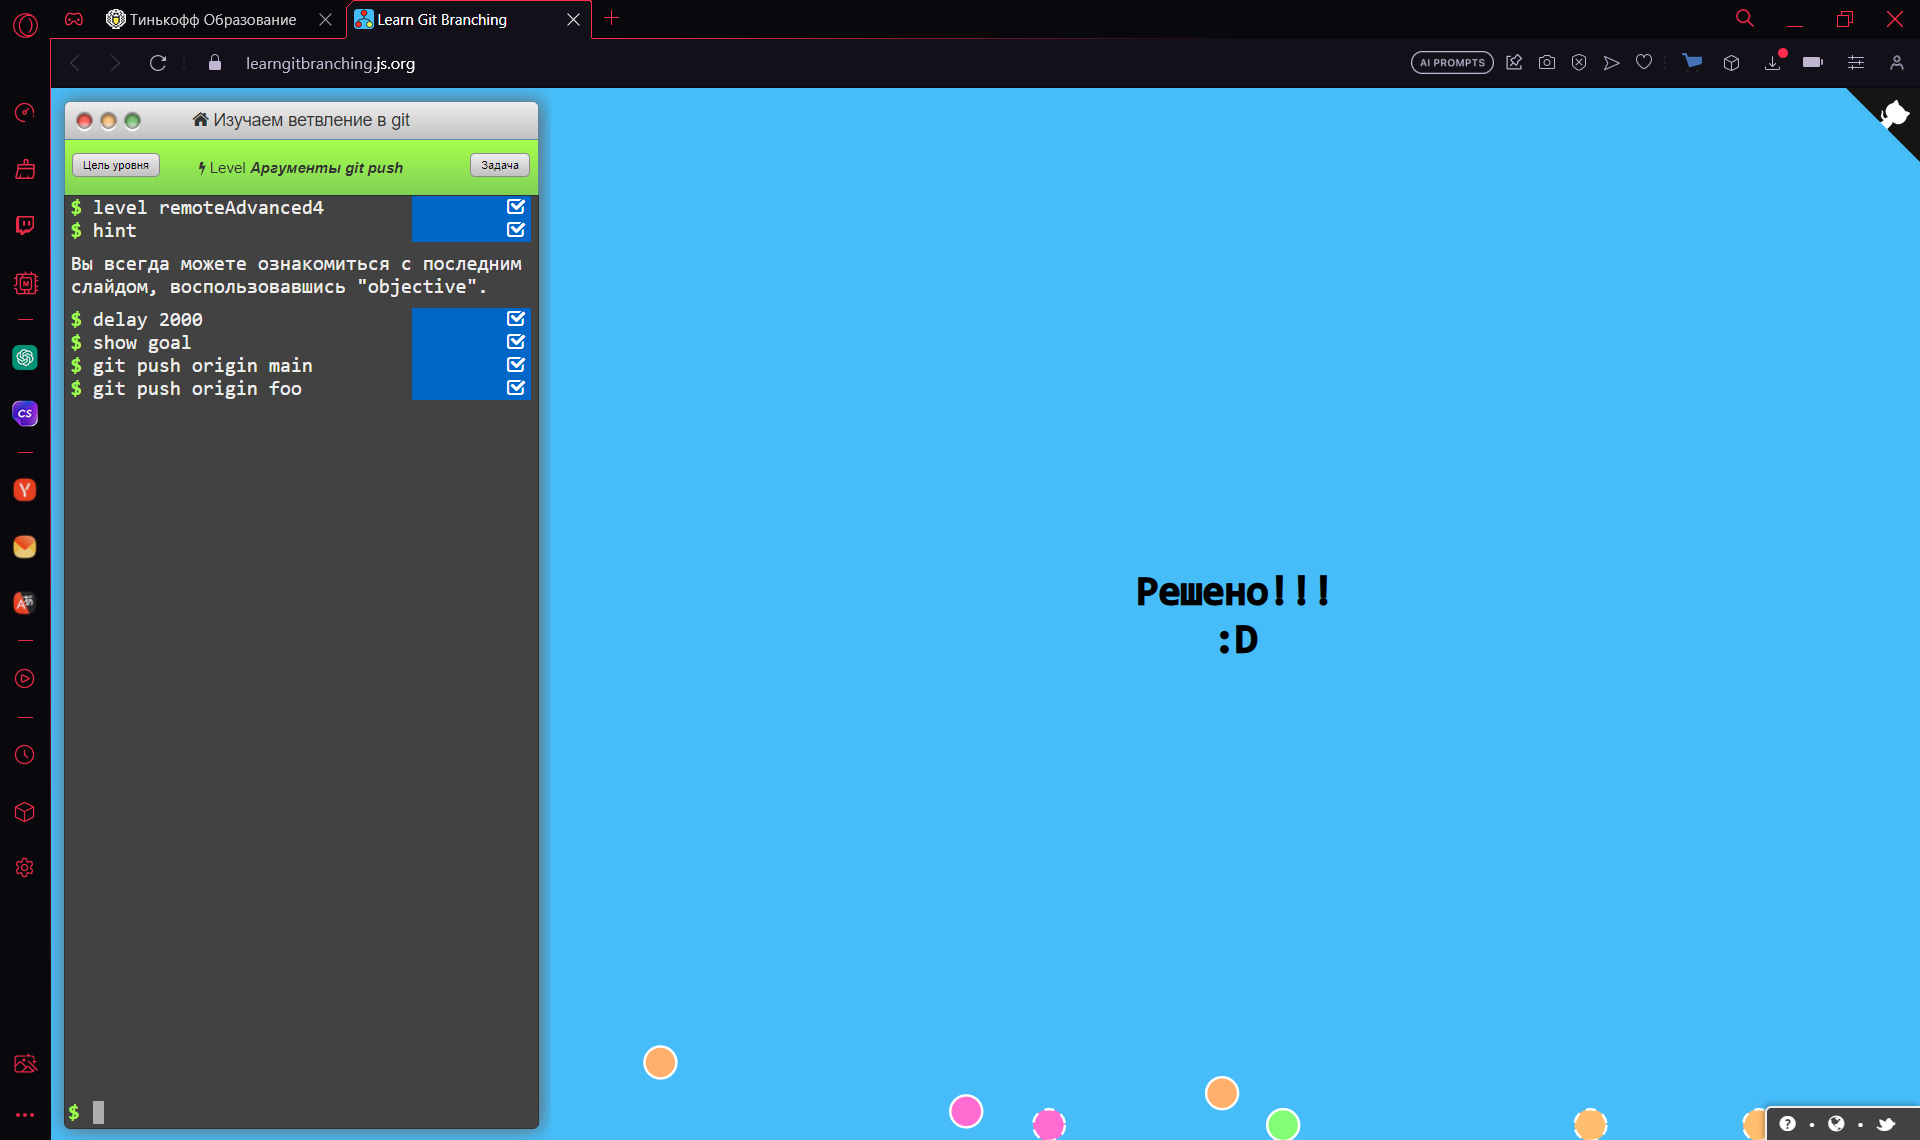 Тинькофф Образование
Learn Git Branching
learngitbranching.js.org
AI PROMPTS
Изучаем ветвление в git
Цель уровня
Level Аргументы git push
Задача
$ level remoteAdvanced4
$ hint
Вы всегда можете ознакомиться с последним
слайдом, воспользовавшись "objective".
$ delay 2000
$ show goal
$ git push origin main
$ git push origin foo
$
Решено!!!
:D
CS
Y